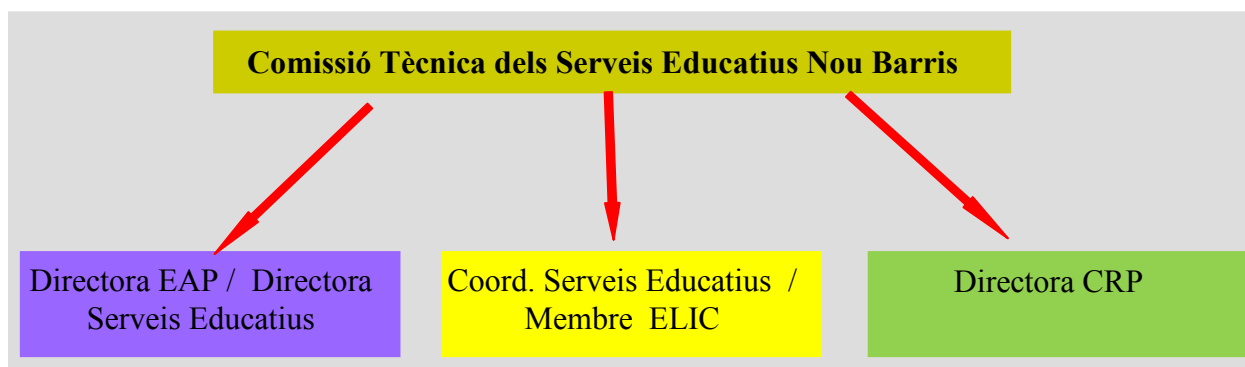 Comissió Tècnica dels Serveis Educatius Nou Barris
Directora EAP / Directora
Serveis Educatius
Coord. Serveis Educatius /
Membre ELIC
Directora CRP